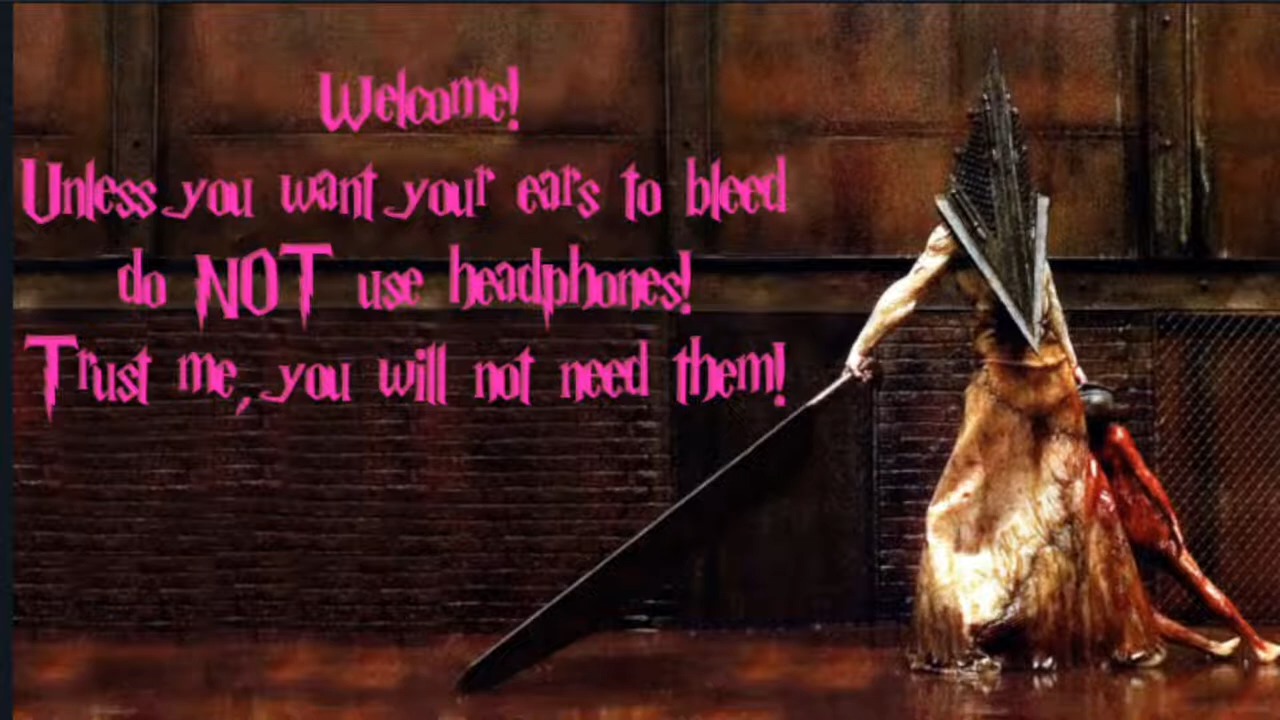 Welcome!
Unless you want your ears to bleed
do NOT use headphones!
Trust me, you will not need them!